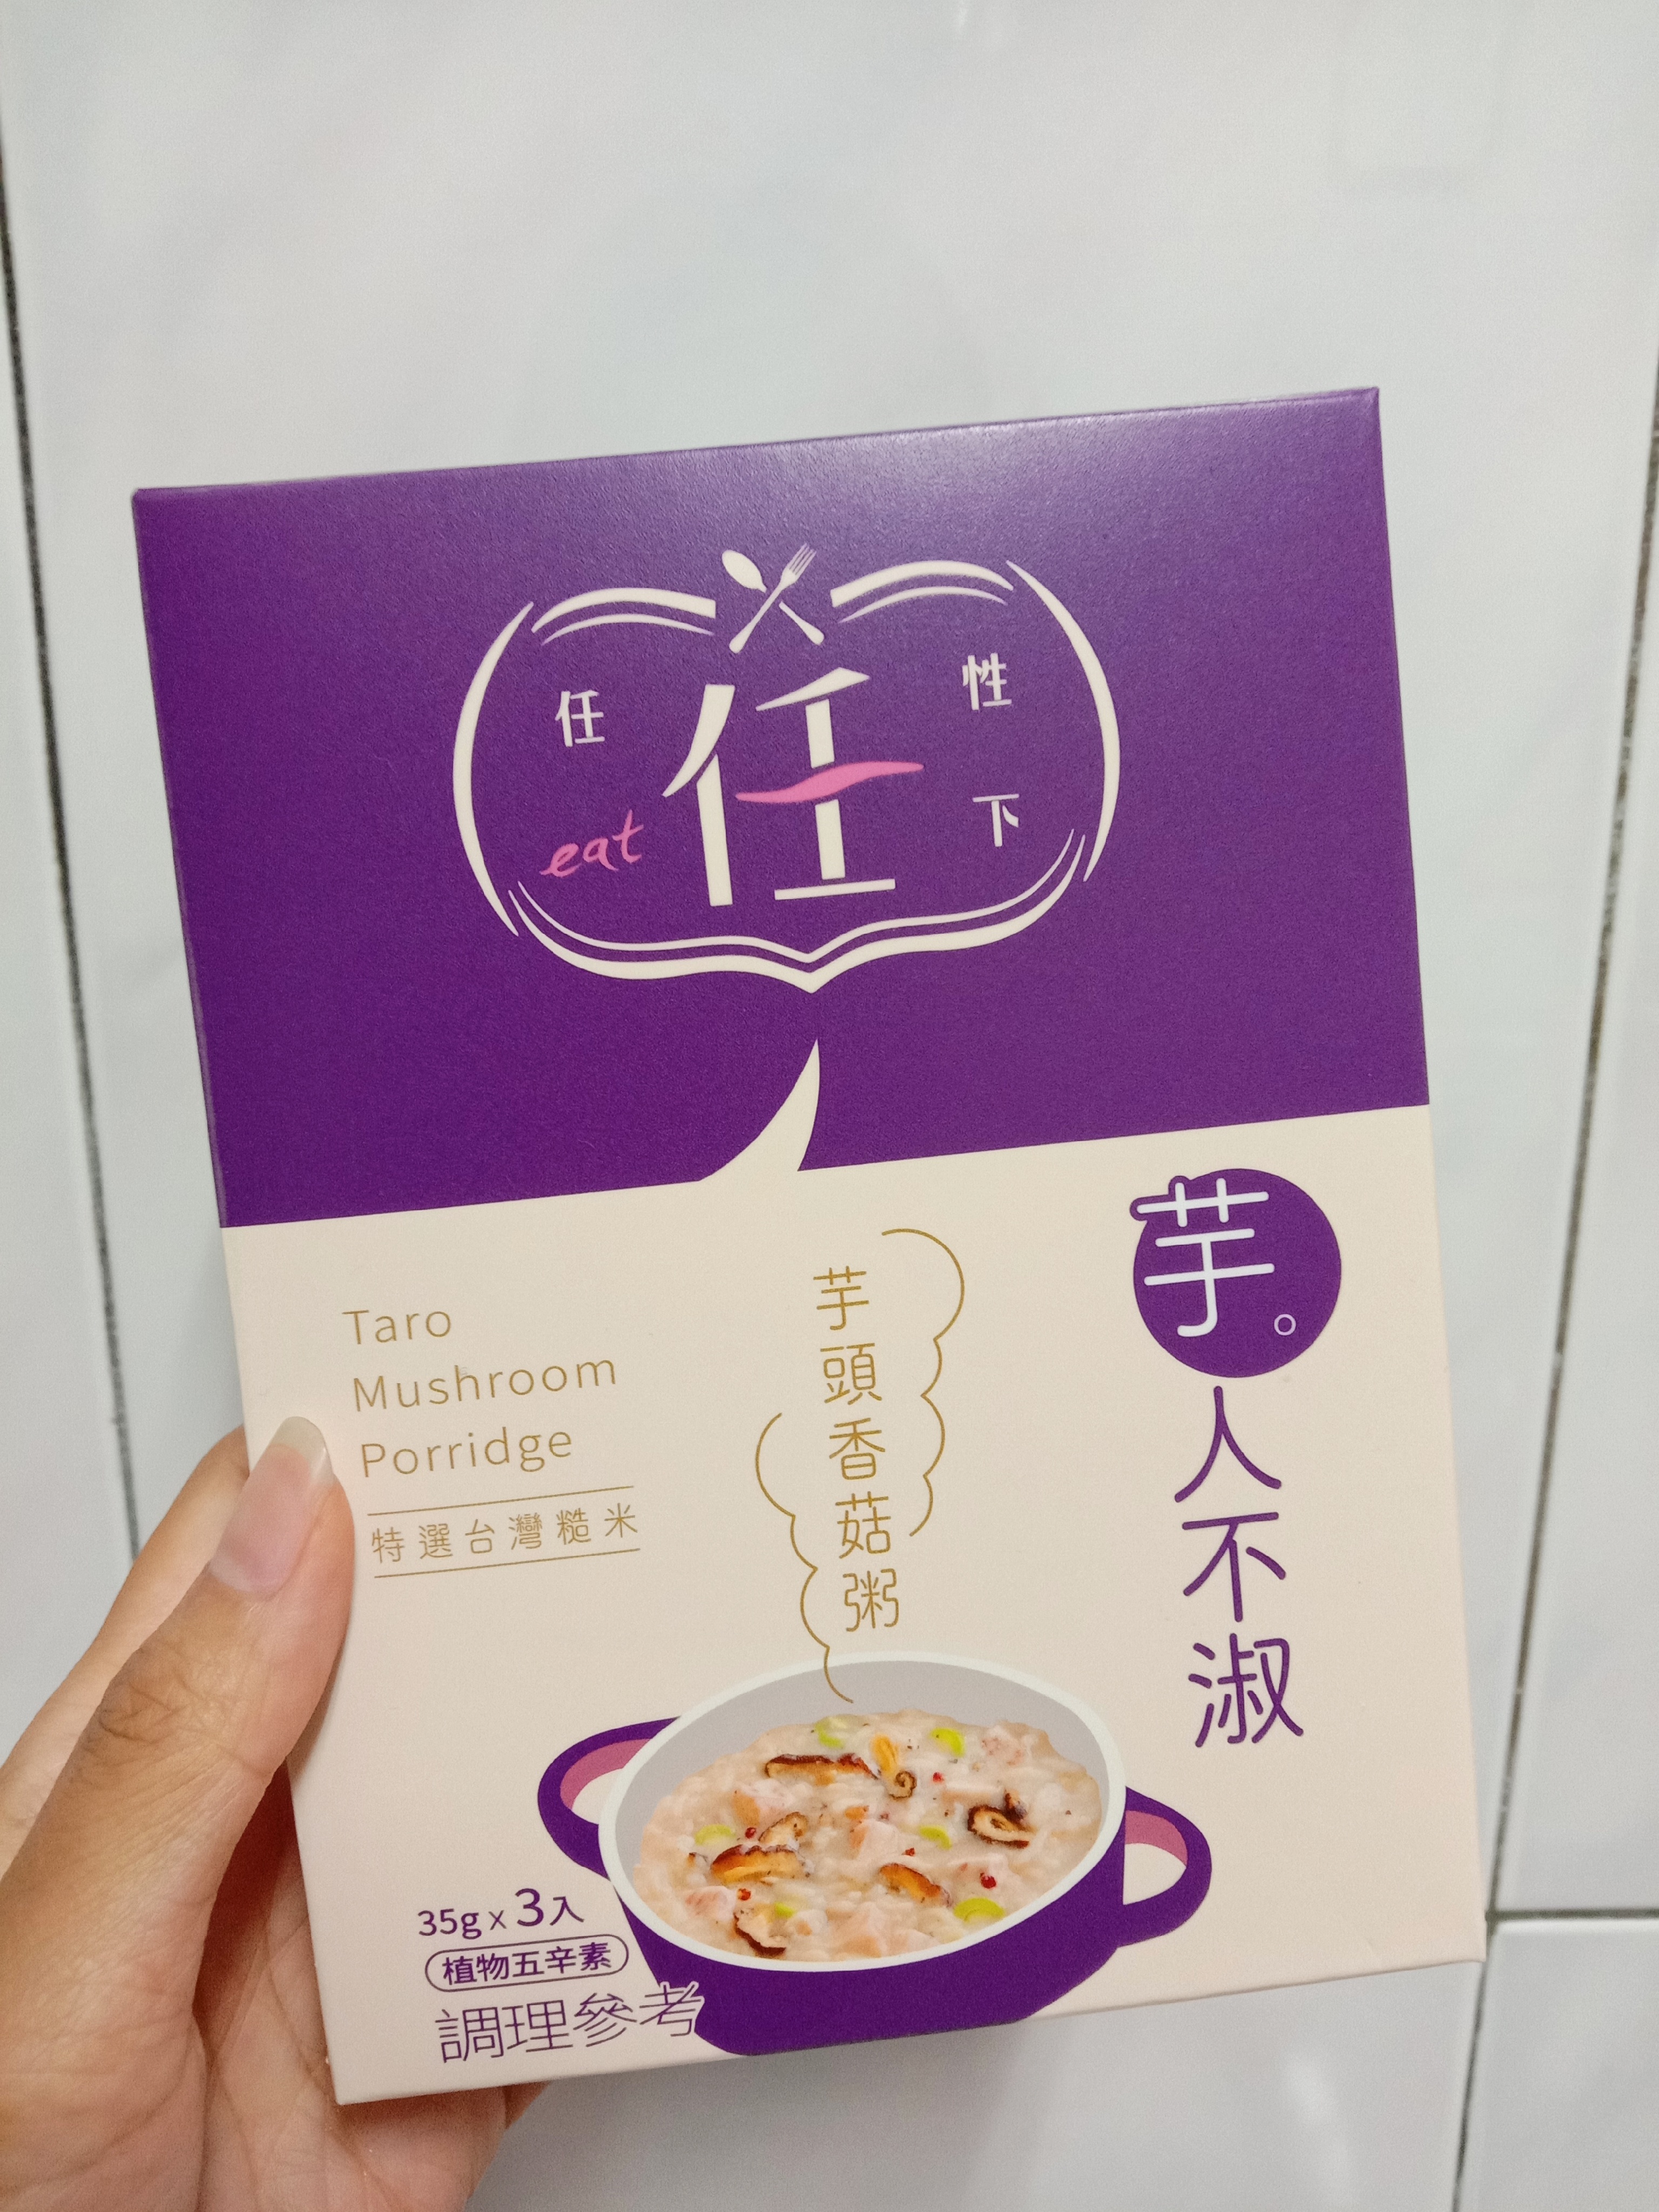 任
eat
任
性
下
Taro
Mushroom
Porridge
特選台灣糙米
芋頭香菇粥
芋。人不淑
35g x 3入
植物五辛素
調理參考